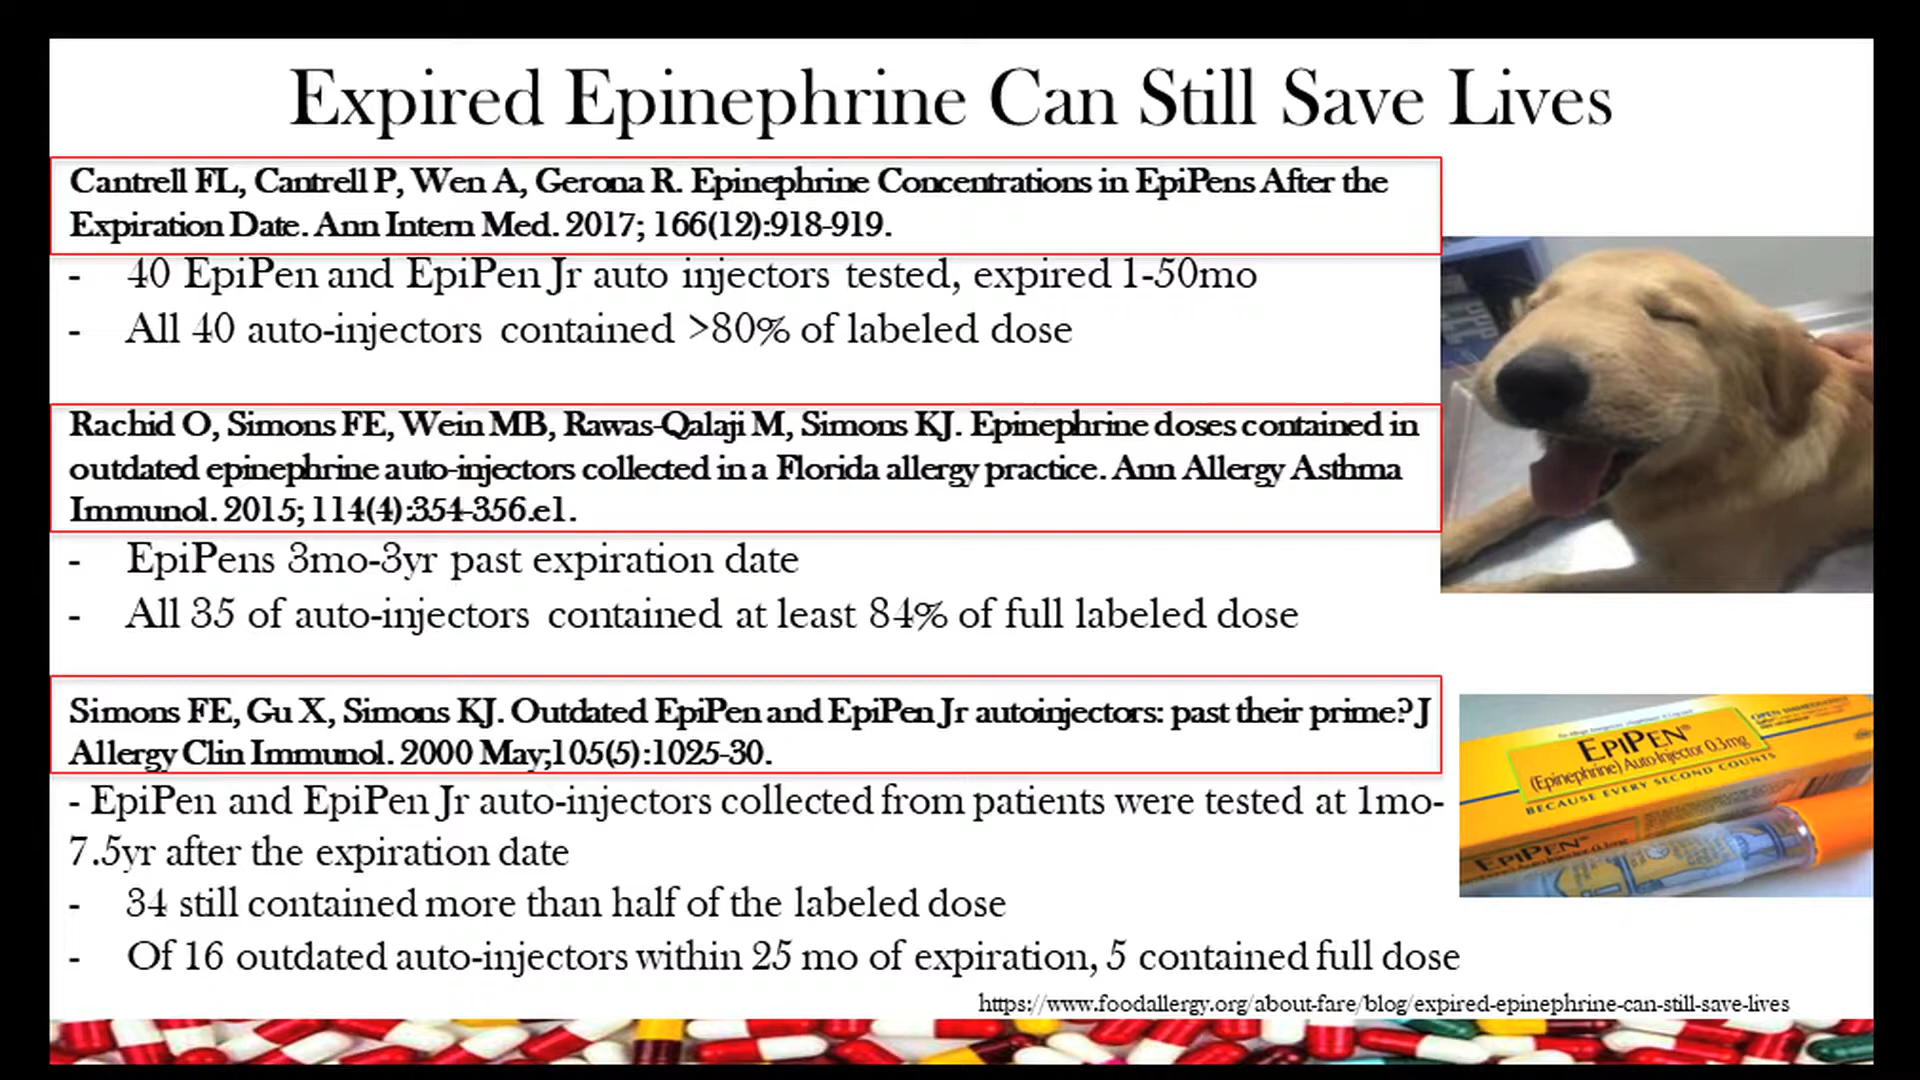 Expired Epinephrine Can Still Save Lives
Cantrell FL, Cantrell P, Wen A, Gerona R. Epinephrine Concentrations in EpiPens After the
Expiration Date. Ann Intern Med. 2017; 166(12):918-919.
- 40 EpiPen and EpiPen Jr auto injectors tested, expired 1-50mo
- All 40 auto-injectors contained >80% of labeled dose
Rachid O, Simons FE, Wein MB, Rawas-Qalaji M, Simons KJ. Epinephrine doses contained in
outdated epinephrine auto-injectors collected in a Florida allergy practice. Ann Allergy Asthma
Immunol. 2015; 114(4):354-356.e1.
- EpiPens 3mo-3yr past expiration date
- All 35 of auto-injectors contained at least 84% of full labeled dose
Simons FE, Gu X, Simons KJ. Outdated EpiPen and EpiPen Jr autoinjectors: past their prime? J
Allergy Clin Immunol. 2000 May;105(5):1025-30.
- EpiPen and EpiPen Jr auto-injectors collected from patients were tested at 1mo-
7.5yr after the expiration date
- 34 still contained more than half of the labeled dose
- Of 16 outdated auto-injectors within 25 mo of expiration, 5 contained full dose
EPIPEN®
(Epinephrine) Auto-Injector 0.3mg
BECAUSE EVERY SECOND COUNTS
EPIPEN
https://www.foodallergy.org/about-fare/blog/expired-epinephrine-can-still-save-lives